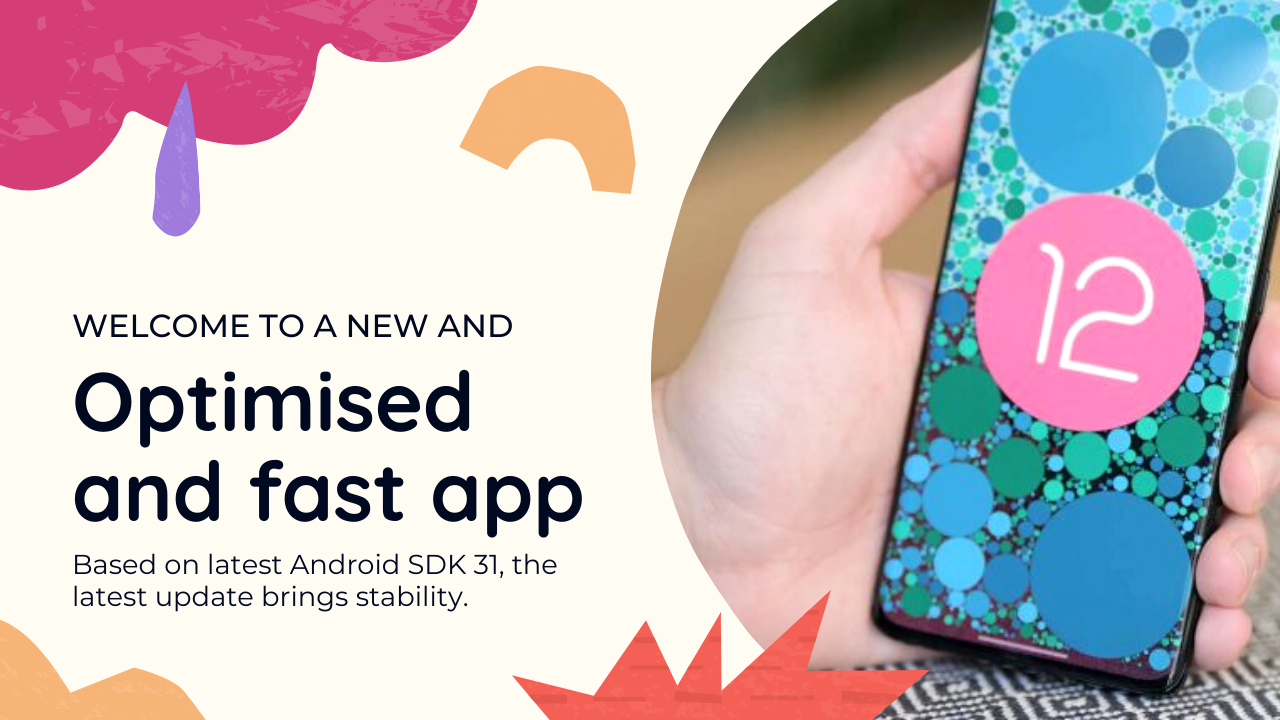 WELCOME TO A NEW AND
Optimised
and fast app
Based on latest Android SDK 31, the
latest update brings stability.
12